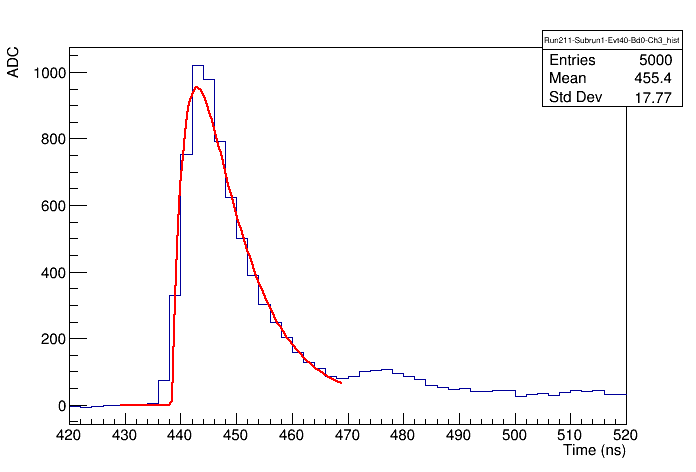 Run211-Subrun1-Evt40-Bd0-Ch3_hist
Entries 5000
Mean 455.4
Std Dev 17.77
ADC
1000
800
600
400
200
0
420 430 440 450 460 470 480 490 500 510 520
Time (ns)